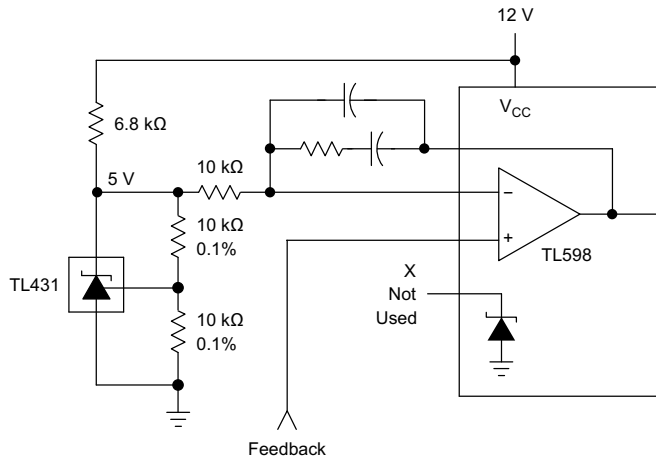 12 V
V_CC
6.8 kΩ
5 V
10 kΩ
10 kΩ
0.1%
TL431
10 kΩ
0.1%
−
+
TL598
X
Not
Used
Feedback